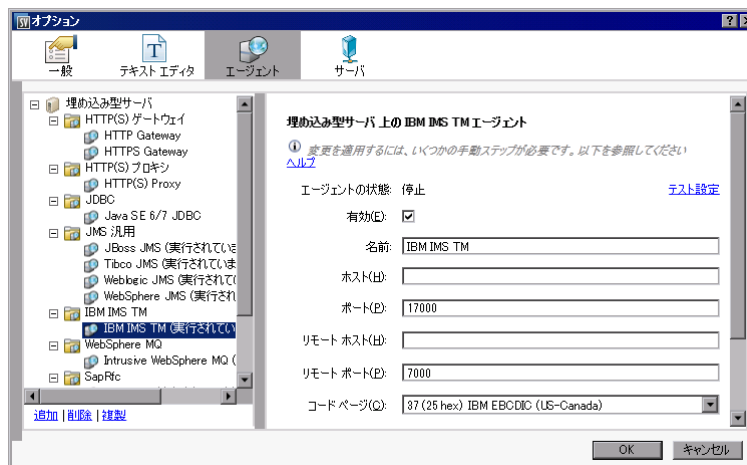 オプション
一般
テキスト エディタ
エージェント
サーバ
埋め込み型サーバ
HTTP(S) ゲートウェイ
HTTP Gateway
HTTPS Gateway
HTTP(S) プロキシ
HTTP(S) Proxy
JDBC
Java SE 6/7 JDBC
JMS 汎用
JBoss JMS (実行されていま
Tibco JMS (実行されていま
Weblogic JMS (実行されて
WebSphere JMS (実行され
IBM IMS TM
IBM IMS TM (実行されてい
WebSphere MQ
Intrusive WebSphere MQ (
SapRfc
追加 | 削除 | 複製
埋め込み型サーバ 上の IBM IMS TM エージェント
変更を適用するには、いくつかの手動ステップが必要です。以下を参照してください
ヘルプ
エージェントの状態: 停止
テスト設定
有効(E):
名前: IBM IMS TM
ホスト(H):
ポート(P): 17000
リモート ホスト(H):
リモート ポート(P): 7000
コード ページ(C): 37 (25 hex) IBM EBCDIC (US-Canada)
OK
キャンセル